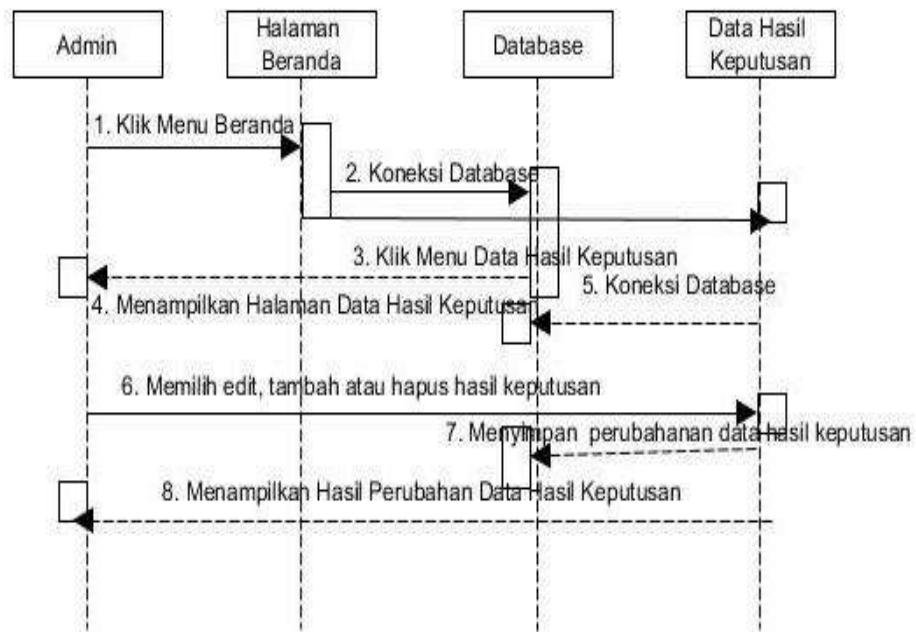 Admin
Halaman
Beranda
Database
Data Hasil
Keputusan
1. Klik Menu Beranda
2. Koneksi Database
3. Klik Menu Data Hasil Keputusan
5. Koneksi Database
4. Menampilkan Halaman Data Hasil Keputusan
6. Memilih edit, tambah atau hapus hasil keputusan
7. Menyimpan perubahanan data hasil keputusan
8. Menampilkan Hasil Perubahan Data Hasil Keputusan